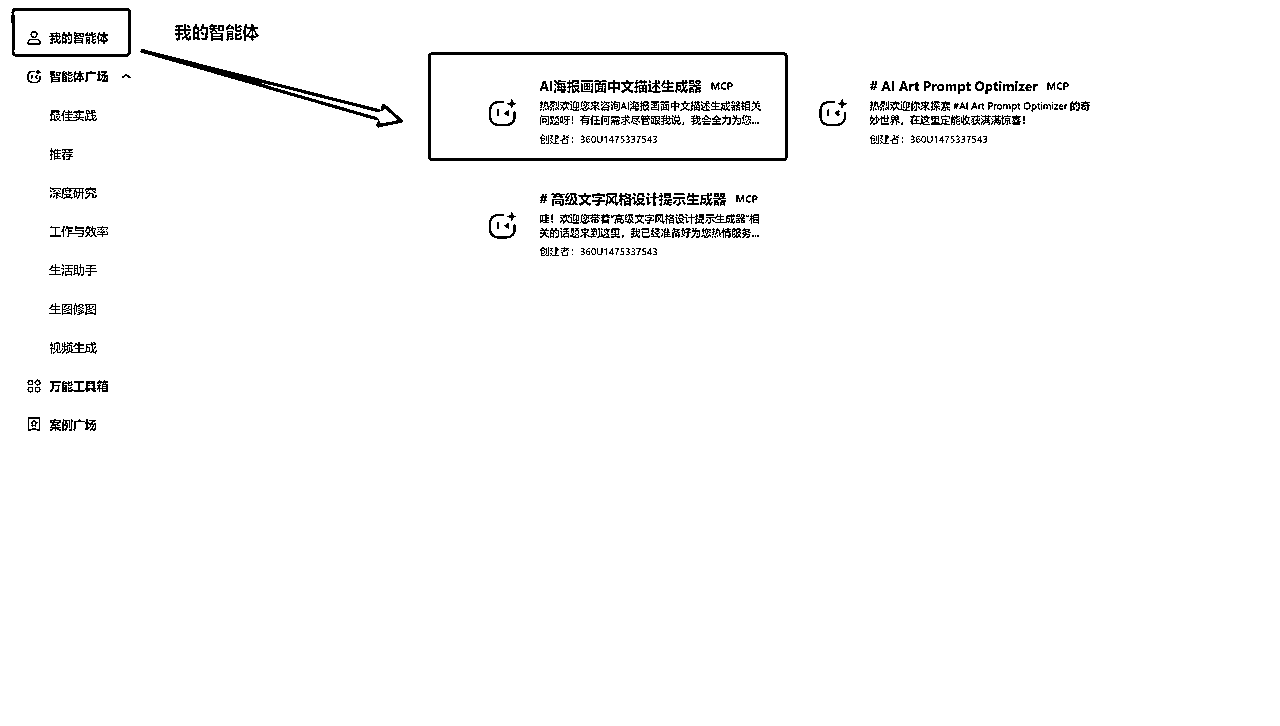 我的智能体
智能体广场
最佳实践
推荐
深度研究
工作与效率
生活助手
生图修图
视频生成
万能工具箱
案例广场
我的智能体
AI海报画面中文描述生成器 MCP
热烈欢迎您来咨询AI海报画面中文描述生成器相关
问题呀！有任何需求尽管跟我说，我会全力为您...
创建者：360U1475337543
# AI Art Prompt Optimizer MCP
热烈欢迎你来探索 #AI Art Prompt Optimizer 的奇
妙世界，在这里定能收获满满惊喜！
创建者：360U1475337543
# 高级文字风格设计提示生成器 MCP
哇！欢迎您带着“高级文字风格设计提示生成器”相
关的话题来到这里，我已经准备好为您热情服务...
创建者：360U1475337543